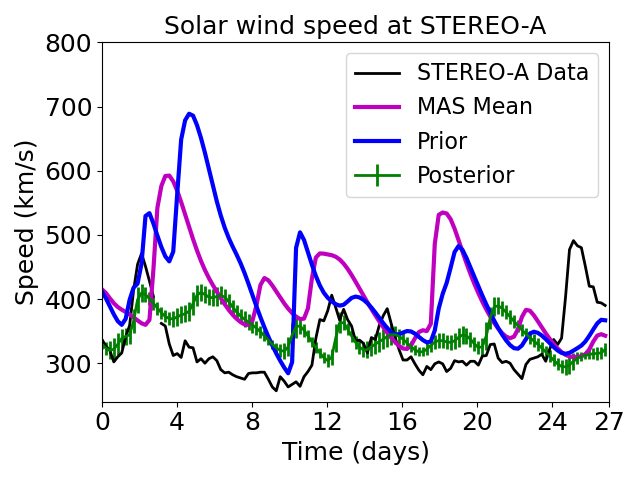 Solar wind speed at STEREO-A
800
700
600
500
400
300
Speed (km/s)
STEREO-A Data
MAS Mean
Prior
Posterior
0 4 8 12 16 20 24 27
Time (days)